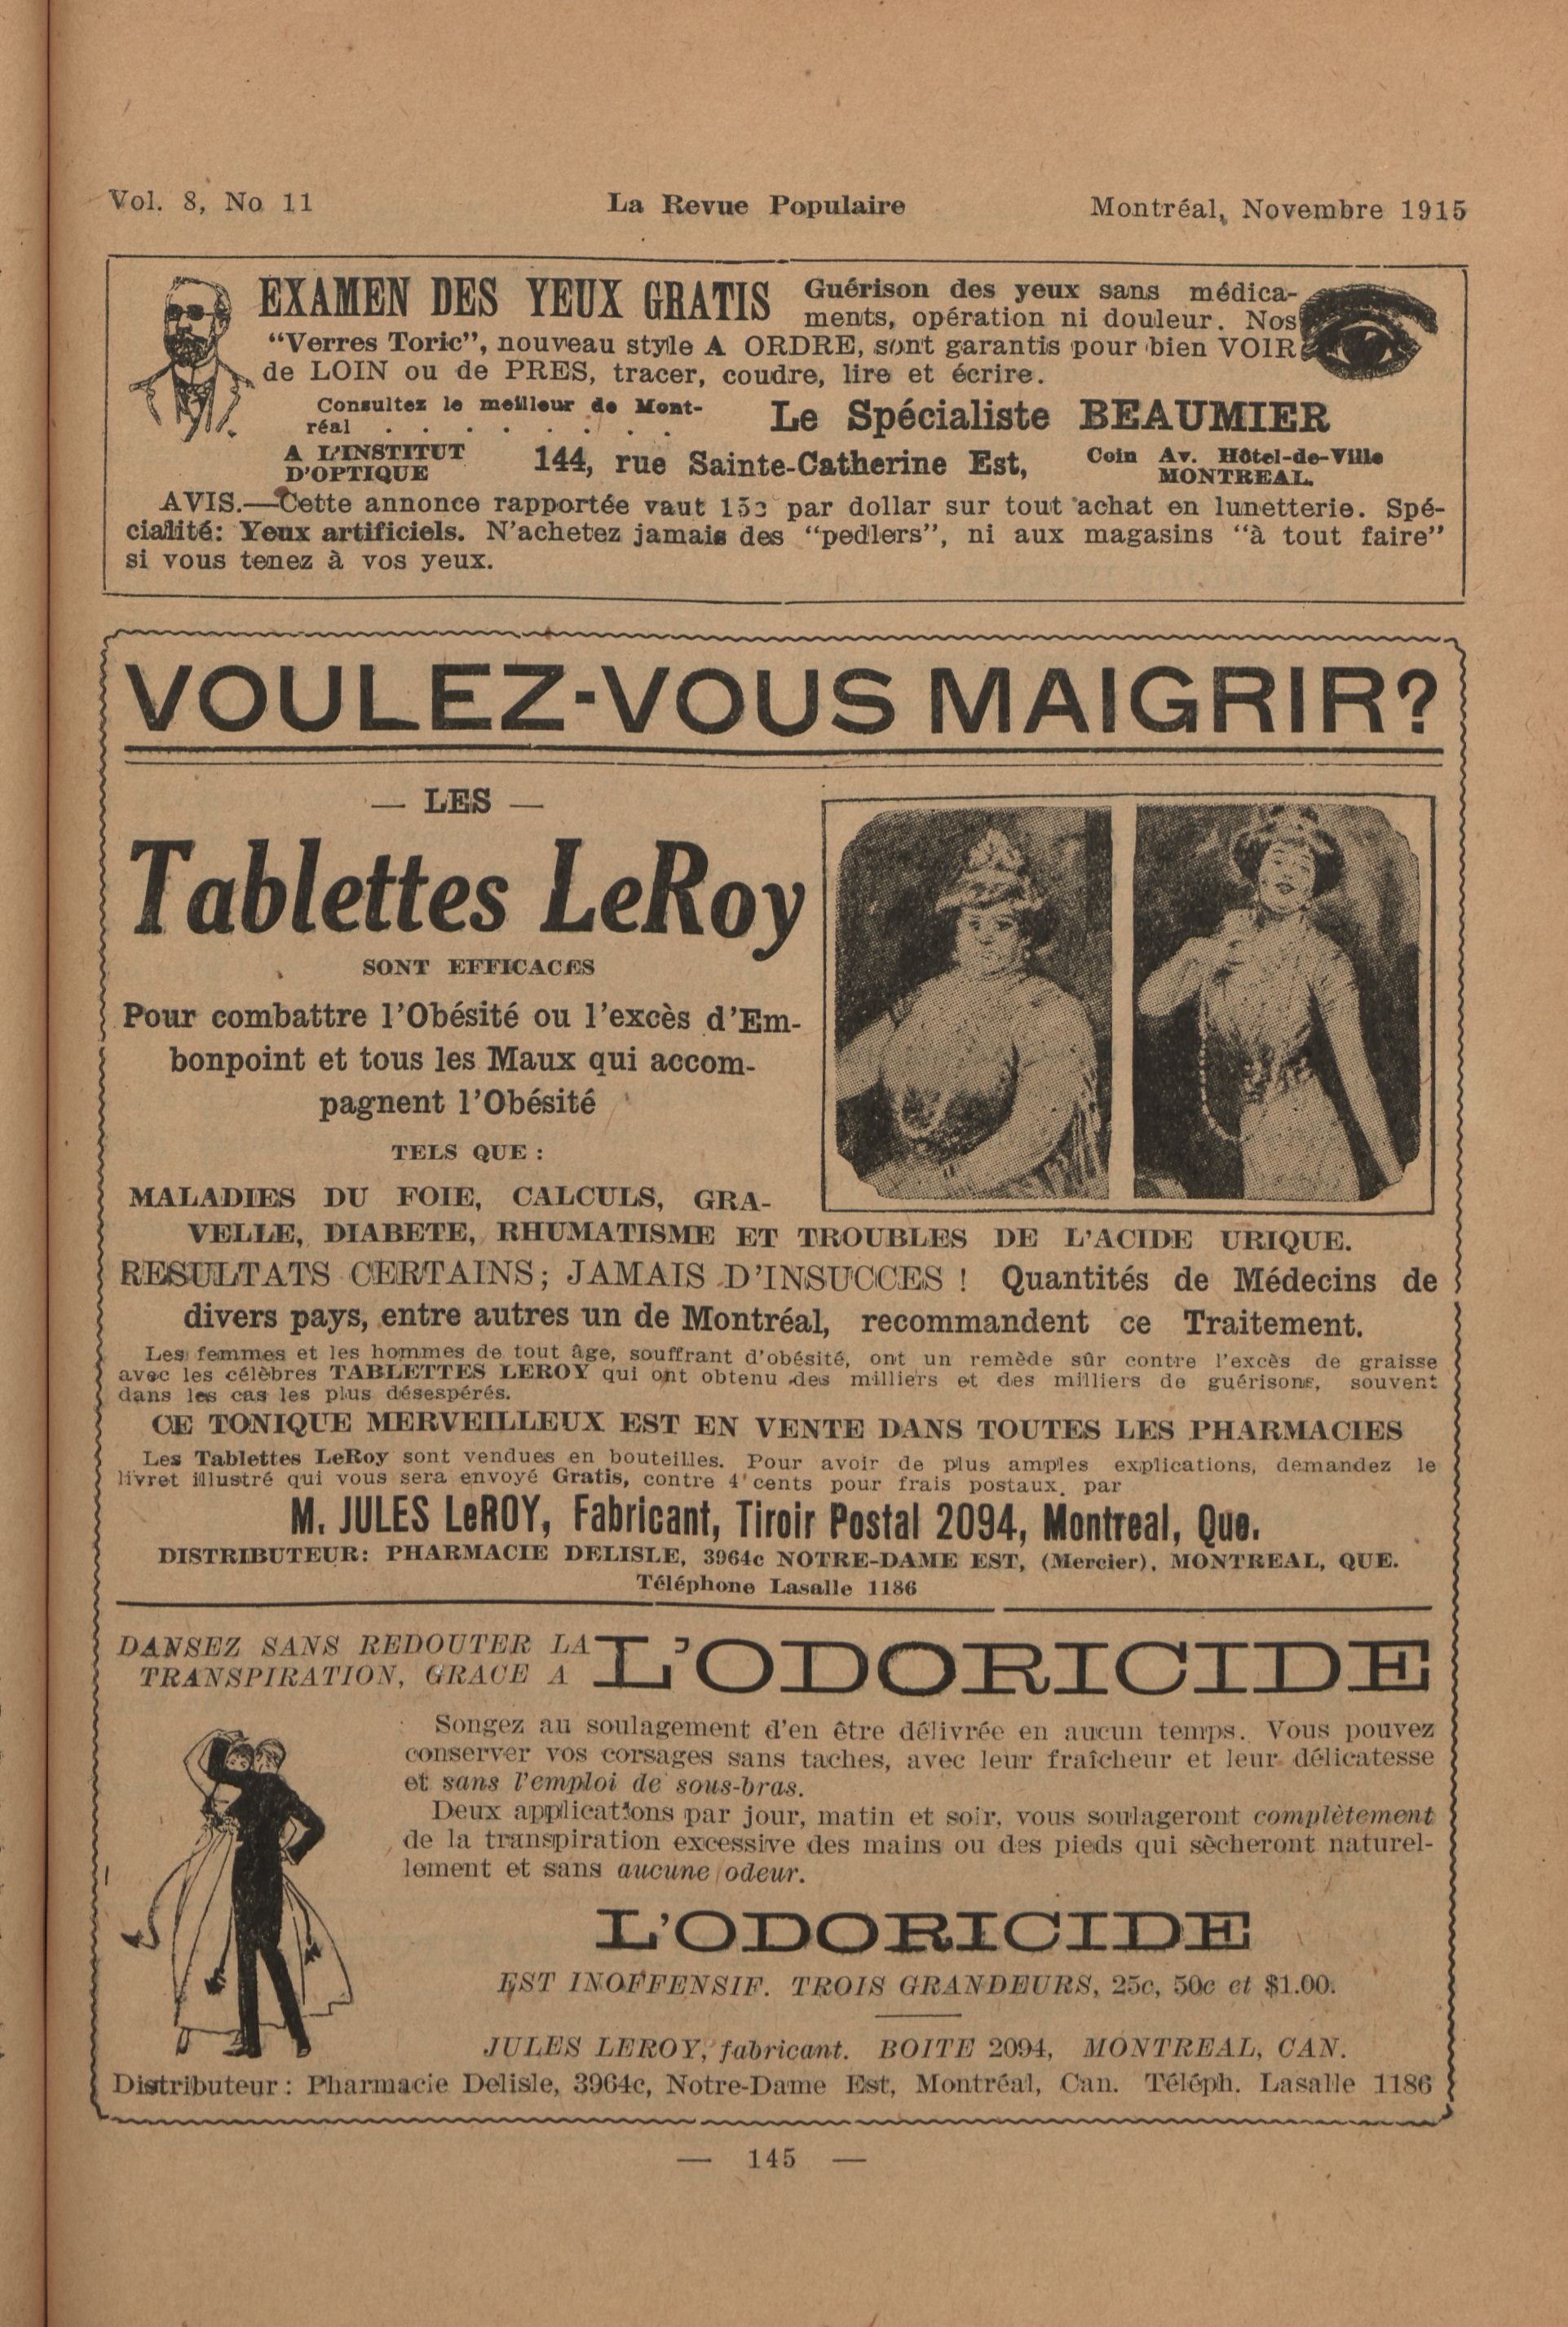 Vol. 8, No 11 La Revue Populaire Montréal, Novembre 1915
EXAMEN DES YEUX GRATIS
Guérison des yeux sans médica-
ments, opération ni douleur. Nos
"Verres Toric", nouveau style A ORDRE, sont garantis pour bien VOIR
de LOIN ou de PRES, tracer, coudre, lire et écrire.
Consultez le meilleur de Mont-
réal . . . . . . . .
Le Spécialiste BEAUMIER
A L'INSTITUT
D'OPTIQUE
144, rue Sainte-Catherine Est,
Coin Av. Hôtel-de-Ville
MONTREAL.
AVIS.—Cette annonce rapportée vaut 15c par dollar sur tout achat en lunetterie. Spé-
cialité: Yeux artificiels. N'achetez jamais des "pedlers", ni aux magasins "à tout faire"
si vous tenez à vos yeux.
VOULEZ-VOUS MAIGRIR?
— LES —
Tablettes LeRoy
SONT EFFICACES
Pour combattre l'Obésité ou l'excès d'Em-
bonpoint et tous les Maux qui accom-
pagnent l'Obésité
TELS QUE :
MALADIES DU FOIE, CALCULS, GRA-
VELLE, DIABETE, RHUMATISME ET TROUBLES DE L'ACIDE URIQUE.
RESULTATS CERTAINS; JAMAIS D'INSUCCES ! Quantités de Médecins de
divers pays, entre autres un de Montréal, recommandent ce Traitement.
Les femmes et les hommes de tout âge, souffrant d'obésité, ont un remède sûr contre l'excès de graisse
avec les célèbres TABLETTES LEROY qui ont obtenu des milliers et des milliers de guérisons, souvent
dans les cas les plus désespérés.
CE TONIQUE MERVEILLEUX EST EN VENTE DANS TOUTES LES PHARMACIES
Les Tablettes LeRoy sont vendues en bouteilles. Pour avoir de plus amples explications, demandez le
livret illustré qui vous sera envoyé Gratis, contre 4 cents pour frais postaux, par
M. JULES LeROY, Fabricant, Tiroir Postal 2094, Montreal, Que.
DISTRIBUTEUR: PHARMACIE DELISLE, 3964c NOTRE-DAME EST, (Mercier), MONTREAL, QUE.
Téléphone Lasalle 1186
DANSEZ SANS REDOUTER LA
TRANSPIRATION, GRACE A
L'ODORICIDE
Songez au soulagement d'en être délivrée en aucun temps. Vous pouvez
conserver vos corsages sans taches, avec leur fraîcheur et leur délicatesse
et sans l'emploi de sous-bras.
Deux applications par jour, matin et soir, vous soulageront complètement
de la transpiration excessive des mains ou des pieds qui sècheront naturel-
lement et sans aucune odeur.
L'ODORICIDE
EST INOFFENSIF. TROIS GRANDEURS, 25c, 50c et $1.00.
JULES LEROY, fabricant. BOITE 2094, MONTREAL, CAN.
Distributeur : Pharmacie Delisle, 3964c, Notre-Dame Est, Montréal, Can. Téléph. Lasalle 1186
— 145 —